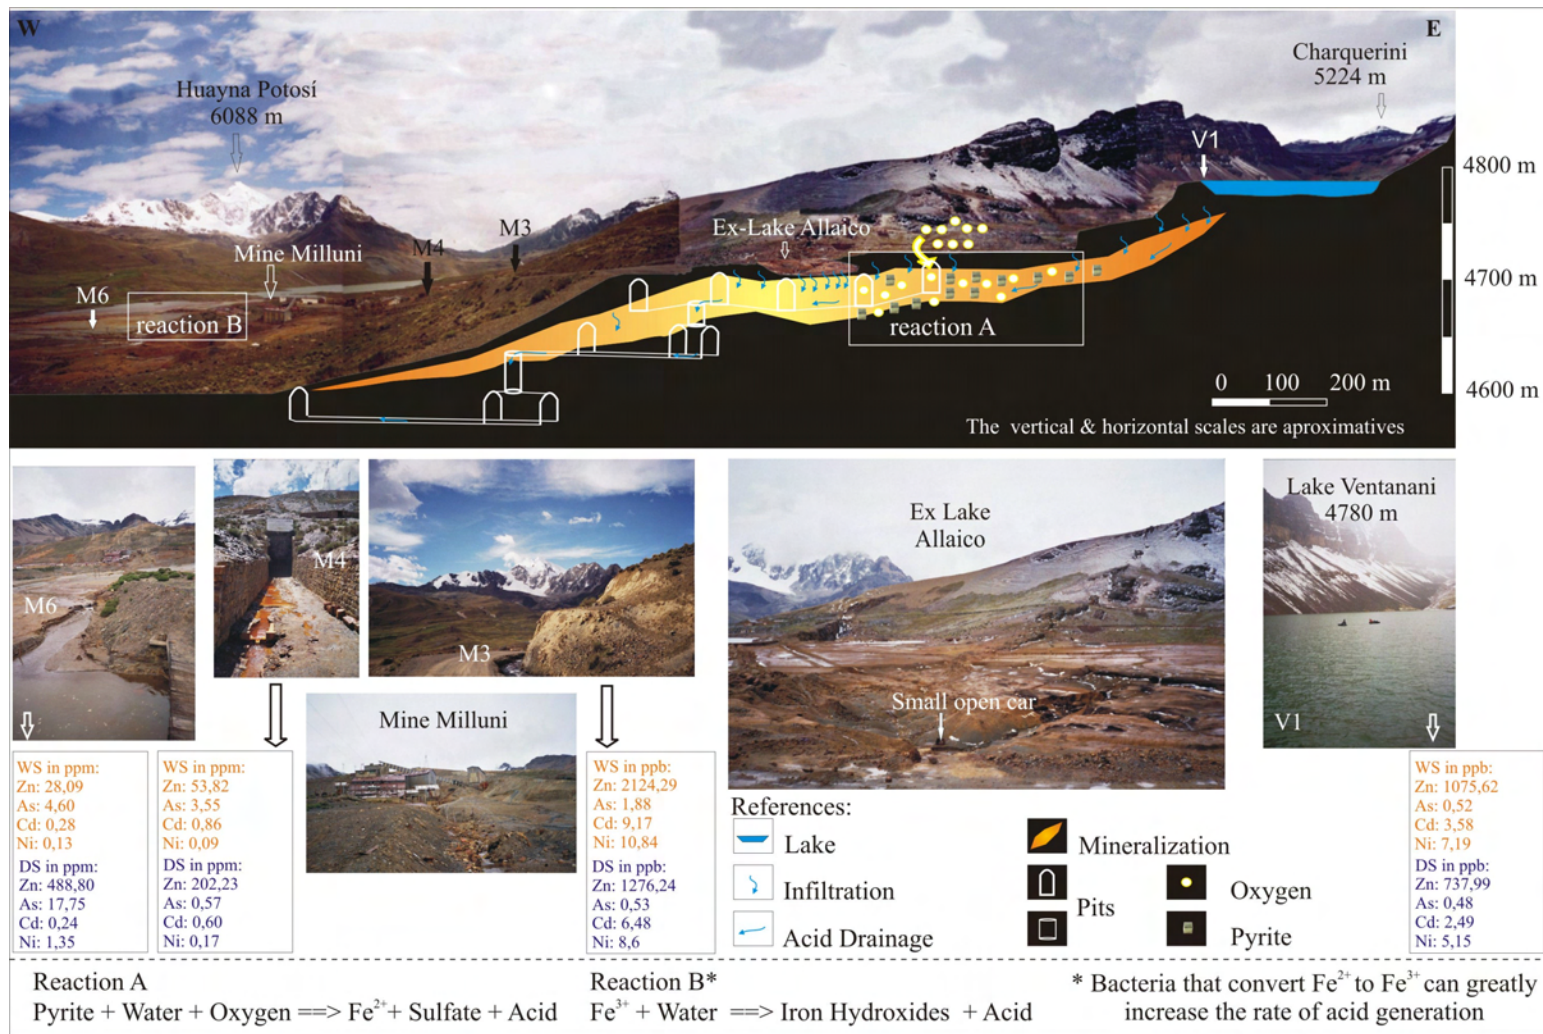 W
E
Huayna Potosí
6088 m
Charquerini
5224 m
V1
4800 m
4700 m
4600 m
M3
M4
Mine Milluni
M6
reaction B
Ex-Lake Allaico
reaction A
0 100 200 m
The vertical & horizontal scales are aproximatives
M6
M4
M3
Mine Milluni
Ex Lake
Allaico
Small open car
Lake Ventanani
4780 m
V1
WS in ppm:
Zn: 28,09
As: 4,60
Cd: 0,28
Ni: 0,13
DS in ppm:
Zn: 488,80
As: 17,75
Cd: 0,24
Ni: 1,35
WS in ppm:
Zn: 53,82
As: 3,55
Cd: 0,86
Ni: 0,09
DS in ppm:
Zn: 202,23
As: 0,57
Cd: 0,60
Ni: 0,17
WS in ppb:
Zn: 2124,29
As: 1,88
Cd: 9,17
Ni: 10,84
DS in ppb:
Zn: 1276,24
As: 0,53
Cd: 6,48
Ni: 8,6
WS in ppb:
Zn: 1075,62
As: 0,52
Cd: 3,58
Ni: 7,19
DS in ppb:
Zn: 737,99
As: 0,48
Cd: 2,49
Ni: 5,15
References:
Lake
Infiltration
Acid Drainage
Mineralization
Pits
Oxygen
Pyrite
Reaction A
Pyrite + Water + Oxygen ==> Fe²⁺+ Sulfate + Acid
Reaction B*
Fe³⁺ + Water ==> Iron Hydroxides + Acid
* Bacteria that convert Fe²⁺ to Fe³⁺ can greatly
increase the rate of acid generation